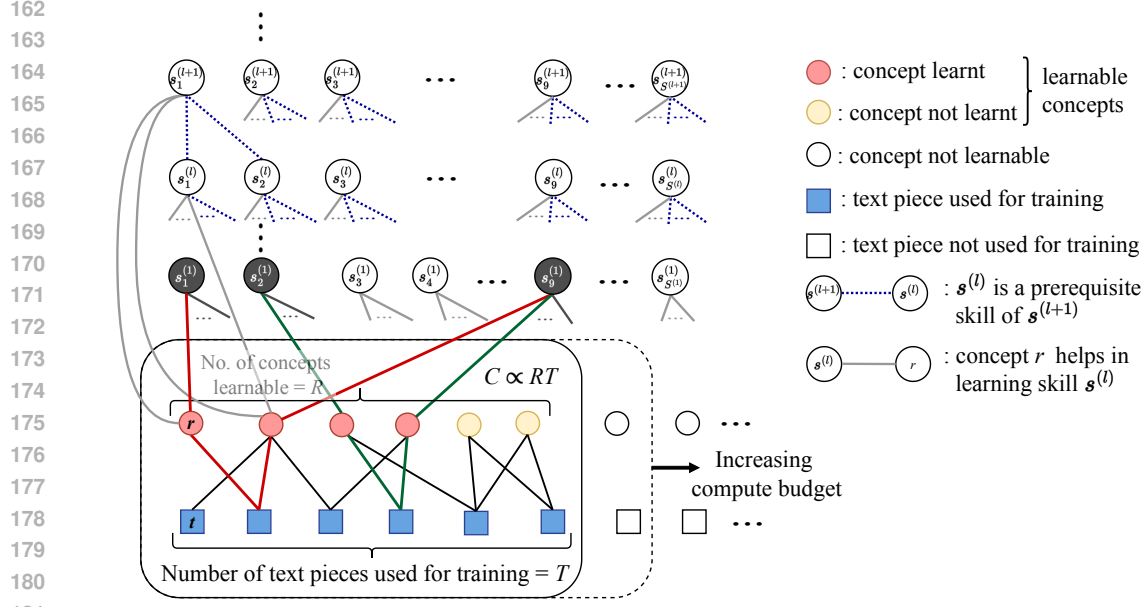 162
163
164
165
166
167
168
169
170
171
172
173
174
175
176
177
178
179
180
s_1^{(l+1)} s_2^{(l+1)} s_3^{(l+1)} ... s_9^{(l+1)} ... s_{S^{(l+1)}}^{(l+1)}
s_1^{(l)} s_2^{(l)} s_3^{(l)} ... s_9^{(l)} ... s_{S^{(l)}}^{(l)}
s_1^{(1)} s_2^{(1)} s_3^{(1)} s_4^{(1)} ... s_9^{(1)} ... s_{S^{(1)}}^{(1)}
No. of concepts
learnable = R
C ∝ RT
r
t
Number of text pieces used for training = T
Increasing
compute budget
: concept learnt
: concept not learnt
learnable
concepts
: concept not learnable
: text piece used for training
: text piece not used for training
s^{(l+1)} s^{(l)} : s^{(l)} is a prerequisite
skill of s^{(l+1)}
s^{(l)} r : concept r helps in
learning skill s^{(l)}